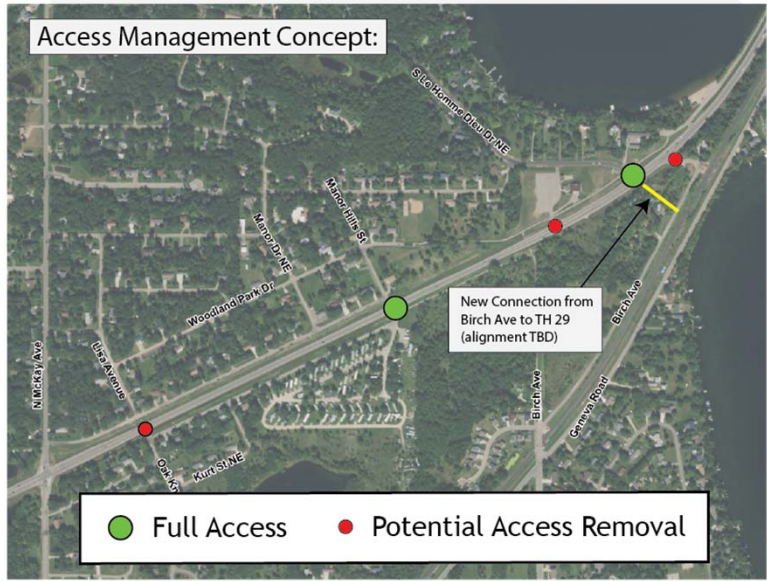 Access Management Concept:
S Le Homme Dieu Dr NE
Manor Hills St
Manor Dr NE
Woodland Park Dr
New Connection from
Birch Ave to TH 29
(alignment TBD)
Birch Ave
N McKay Ave
Lisa Avenue
Birch Ave
Geneva Road
Oak Kn
Kurt St NE
Full Access
Potential Access Removal